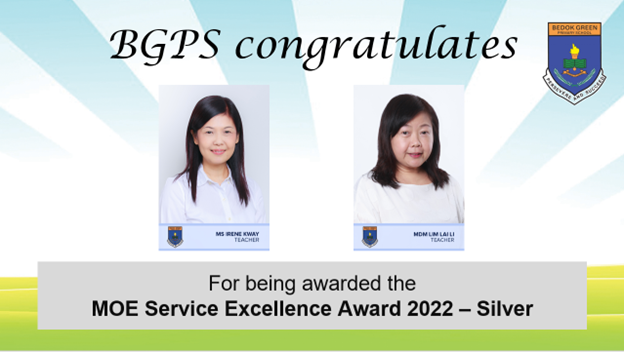 BGPS congratulates
BEDOK GREEN
PRIMARY SCHOOL
PERSEVERE AND SUCCEED
MS IRENE KWAY
TEACHER
MDM LIM LAI LI
TEACHER
For being awarded the
MOE Service Excellence Award 2022 – Silver